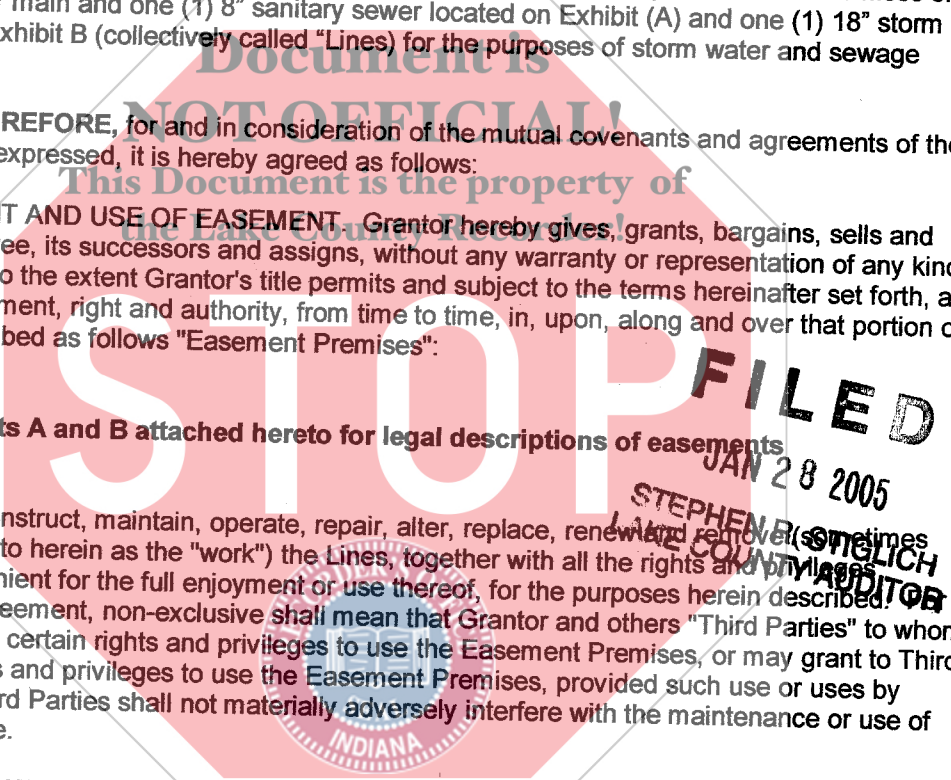 main and one (1) 8" sanitary sewer located on Exhibit (A) and one (1) 18" storm
xhibit B (collectively called "Lines) for the purposes of storm water and sewage
Document is
NOT OFFICIAL!
REFORE, for and in consideration of the mutual covenants and agreements of the
expressed, it is hereby agreed as follows:
This Document is the property of
the Lake County Recorder!
T AND USE OF EASEMENT. Grantor hereby gives, grants, bargains, sells and
ee, its successors and assigns, without any warranty or representation of any kind
o the extent Grantor's title permits and subject to the terms hereinafter set forth, a
ment, right and authority, from time to time, in, upon, along and over that portion o
bed as follows "Easement Premises":
STOP
FILED
ts A and B attached hereto for legal descriptions of easements
JAN 28 2005
STEPHEN R. STIGLICH
LAKE COUNTY AUDITOR
nstruct, maintain, operate, repair, alter, replace, renew and remove (sometimes
to herein as the "work") the Lines, together with all the rights and privileges
nient for the full enjoyment or use thereof, for the purposes herein described.
eement, non-exclusive shall mean that Grantor and others "Third Parties" to whom
certain rights and privileges to use the Easement Premises, or may grant to Third
s and privileges to use the Easement Premises, provided such use or uses by
rd Parties shall not materially adversely interfere with the maintenance or use of
e.
INDIANA